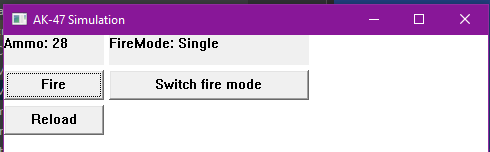 AK-47 Simulation
Ammo: 28 FireMode: Single
Fire Switch fire mode
Reload